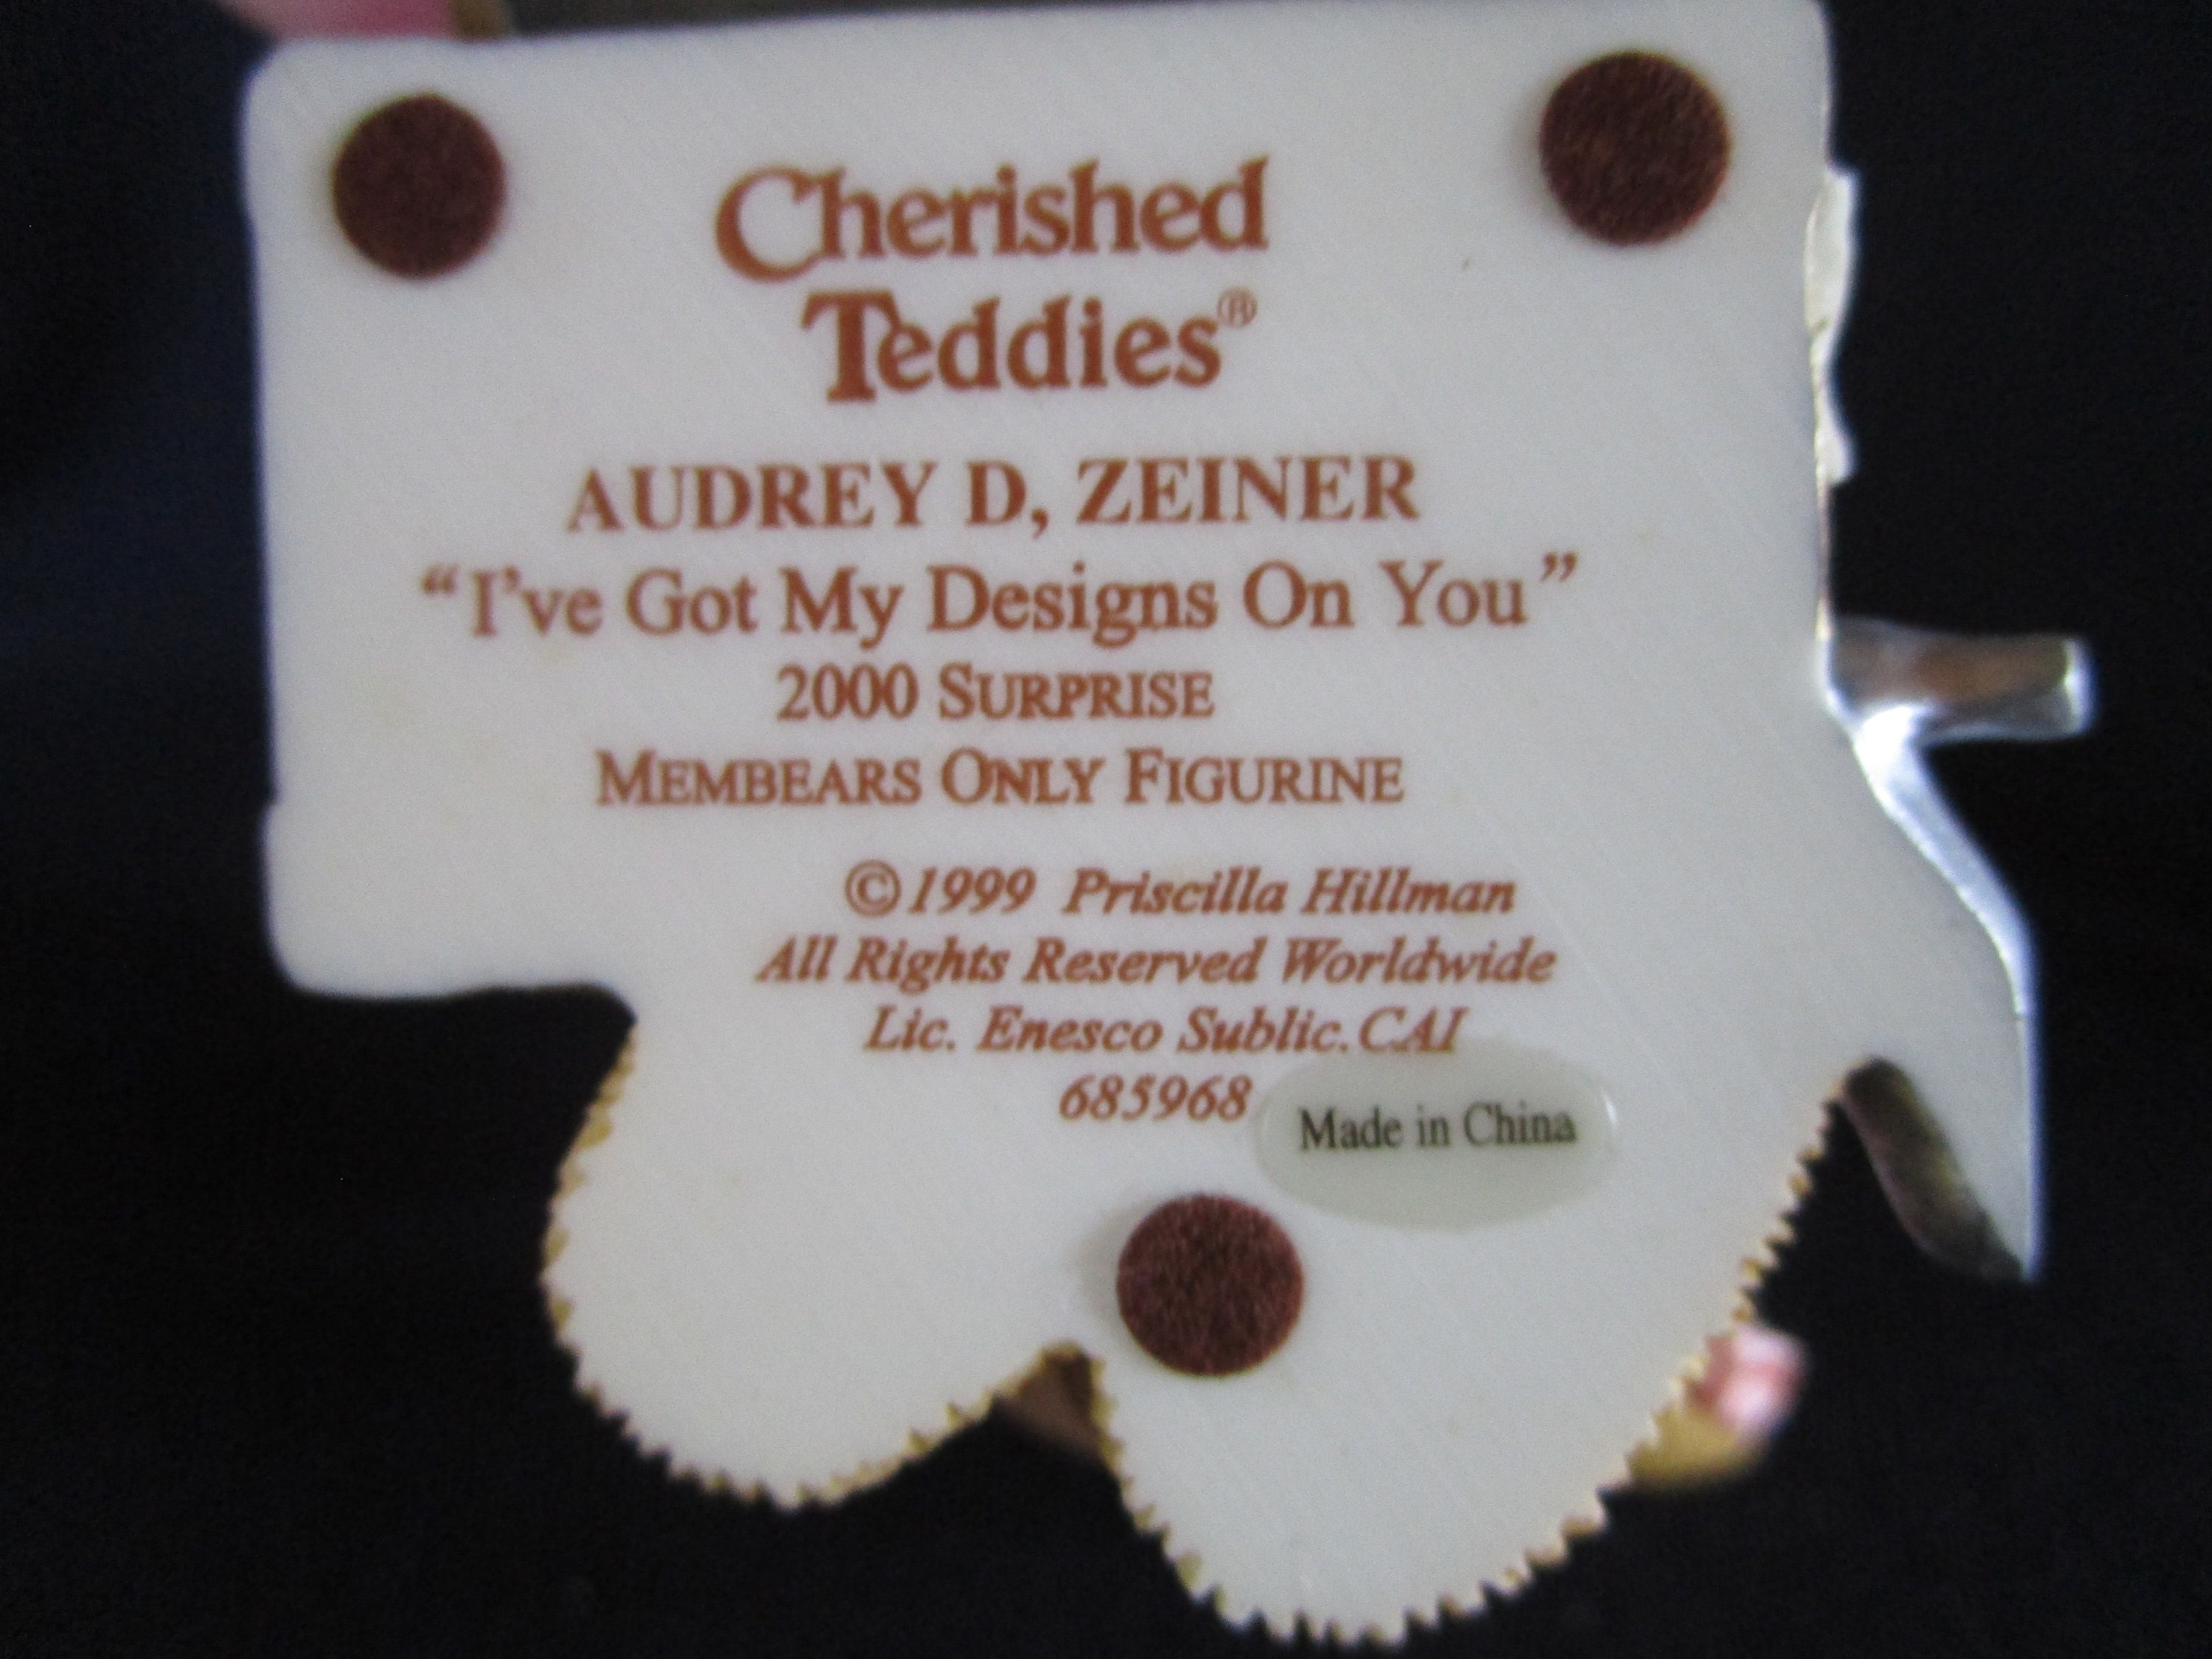 Cherished
Teddies®
AUDREY D, ZEINER
“I’ve Got My Designs On You”
2000 SURPRISE
MEMBEARS ONLY FIGURINE
©1999 Priscilla Hillman
All Rights Reserved Worldwide
Lic. Enesco Sublic.CAI
685968
Made in China